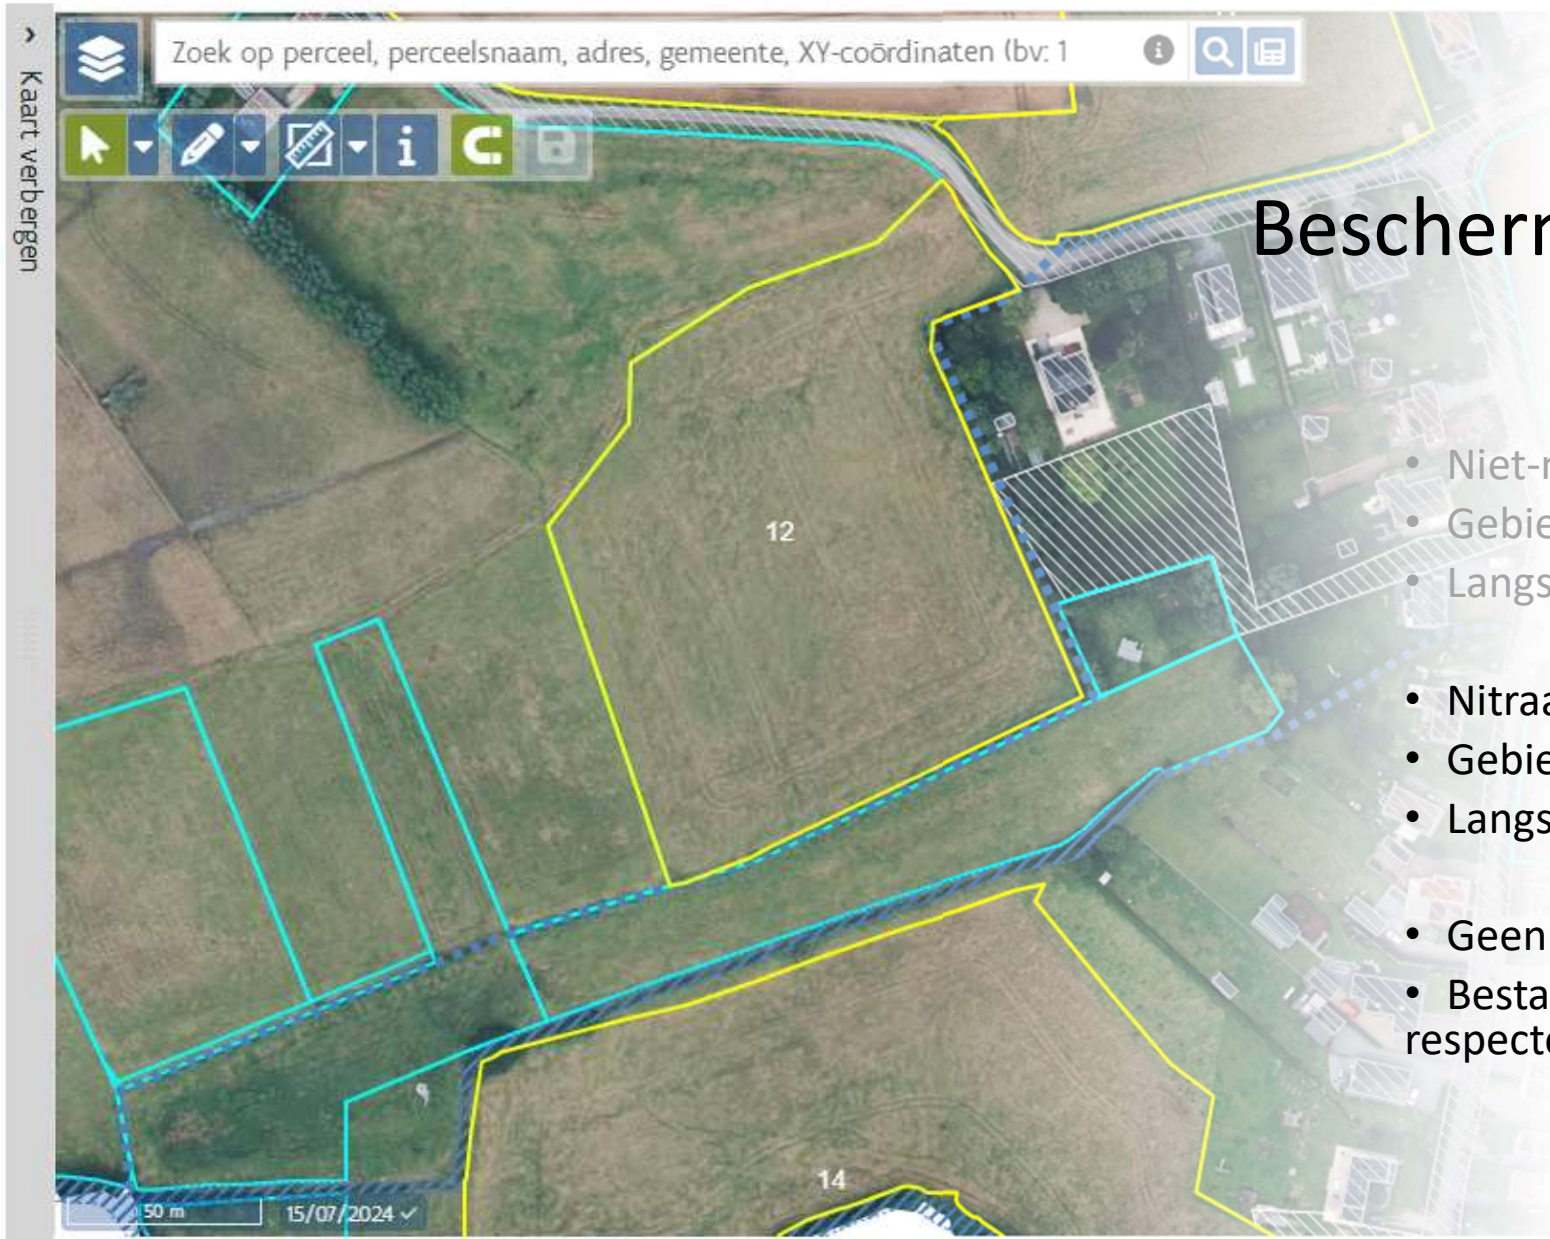 Kaart verbergen
Zoek op perceel, perceelsnaam, adres, gemeente, XY-coördinaten (bv: 1
12
14
50 m
15/07/2024
Bescher
• Niet-
• Gebie
• Langs
• Nitraa
• Gebie
• Langs
• Geen
• Besta
respect